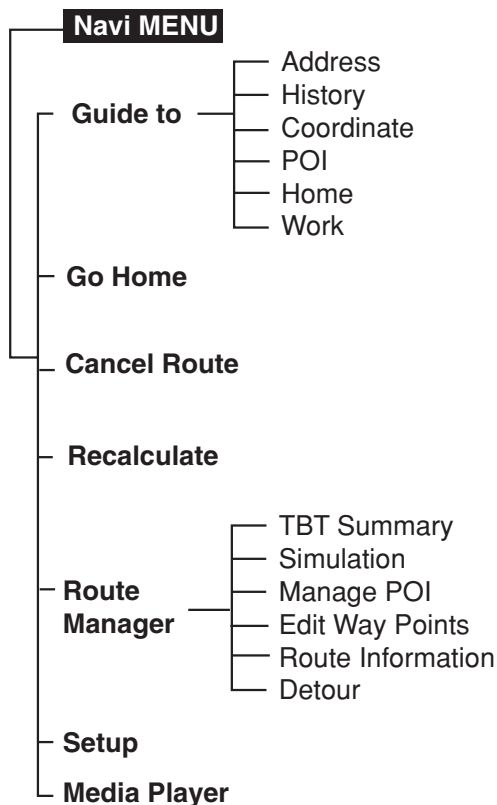 Navi MENU
Guide to
Address
History
Coordinate
POI
Home
Work
Go Home
Cancel Route
Recalculate
Route
Manager
TBT Summary
Simulation
Manage POI
Edit Way Points
Route Information
Detour
Setup
Media Player